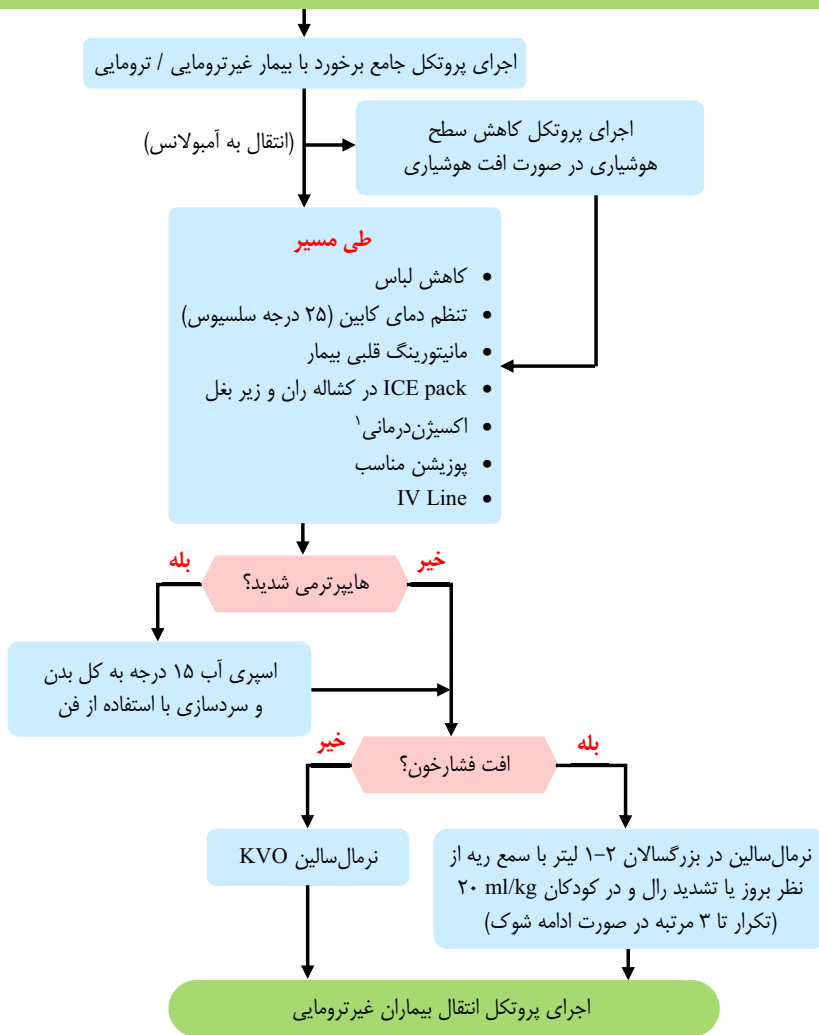 اجرای پروتکل جامع برخورد با بیمار غیرترومایی / ترومایی
(انتقال به آمبولانس)
اجرای پروتکل کاهش سطح
هوشیاری در صورت افت هوشیاری
طی مسیر
• کاهش لباس
• تنظم دمای کابین (۲۵ درجه سلسیوس)
• مانیتورینگ قلبی بیمار
• ICE pack در کشاله ران و زیر بغل
• اکسیژن‌درمانی۱
• پوزیشن مناسب
• IV Line
هایپرترمی شدید؟
خیر
بله
اسپری آب ۱۵ درجه به کل بدن
و سردسازی با استفاده از فن
افت فشارخون؟
بله
خیر
نرمال‌سالین در بزرگسالان ۲–۱ لیتر با سمع ریه از
نظر بروز یا تشدید رال و در کودکان ۲۰ ml/kg
(تکرار تا ۳ مرتبه در صورت ادامه شوک)
نرمال‌سالین KVO
اجرای پروتکل انتقال بیماران غیرترومایی